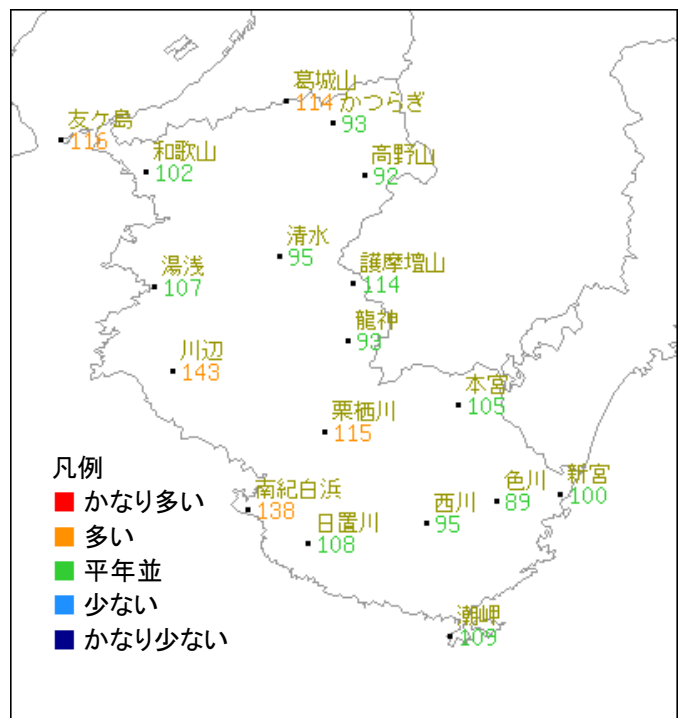 葛城山
114
かつらぎ
93
友ケ島
116
和歌山
102
高野山
92
清水
95
護摩壇山
114
湯浅
107
龍神
93
川辺
143
本宮
105
栗栖川
115
南紀白浜
138
日置川
108
西川
95
色川
89
新宮
100
潮岬
109
凡例
かなり多い
多い
平年並
少ない
かなり少ない